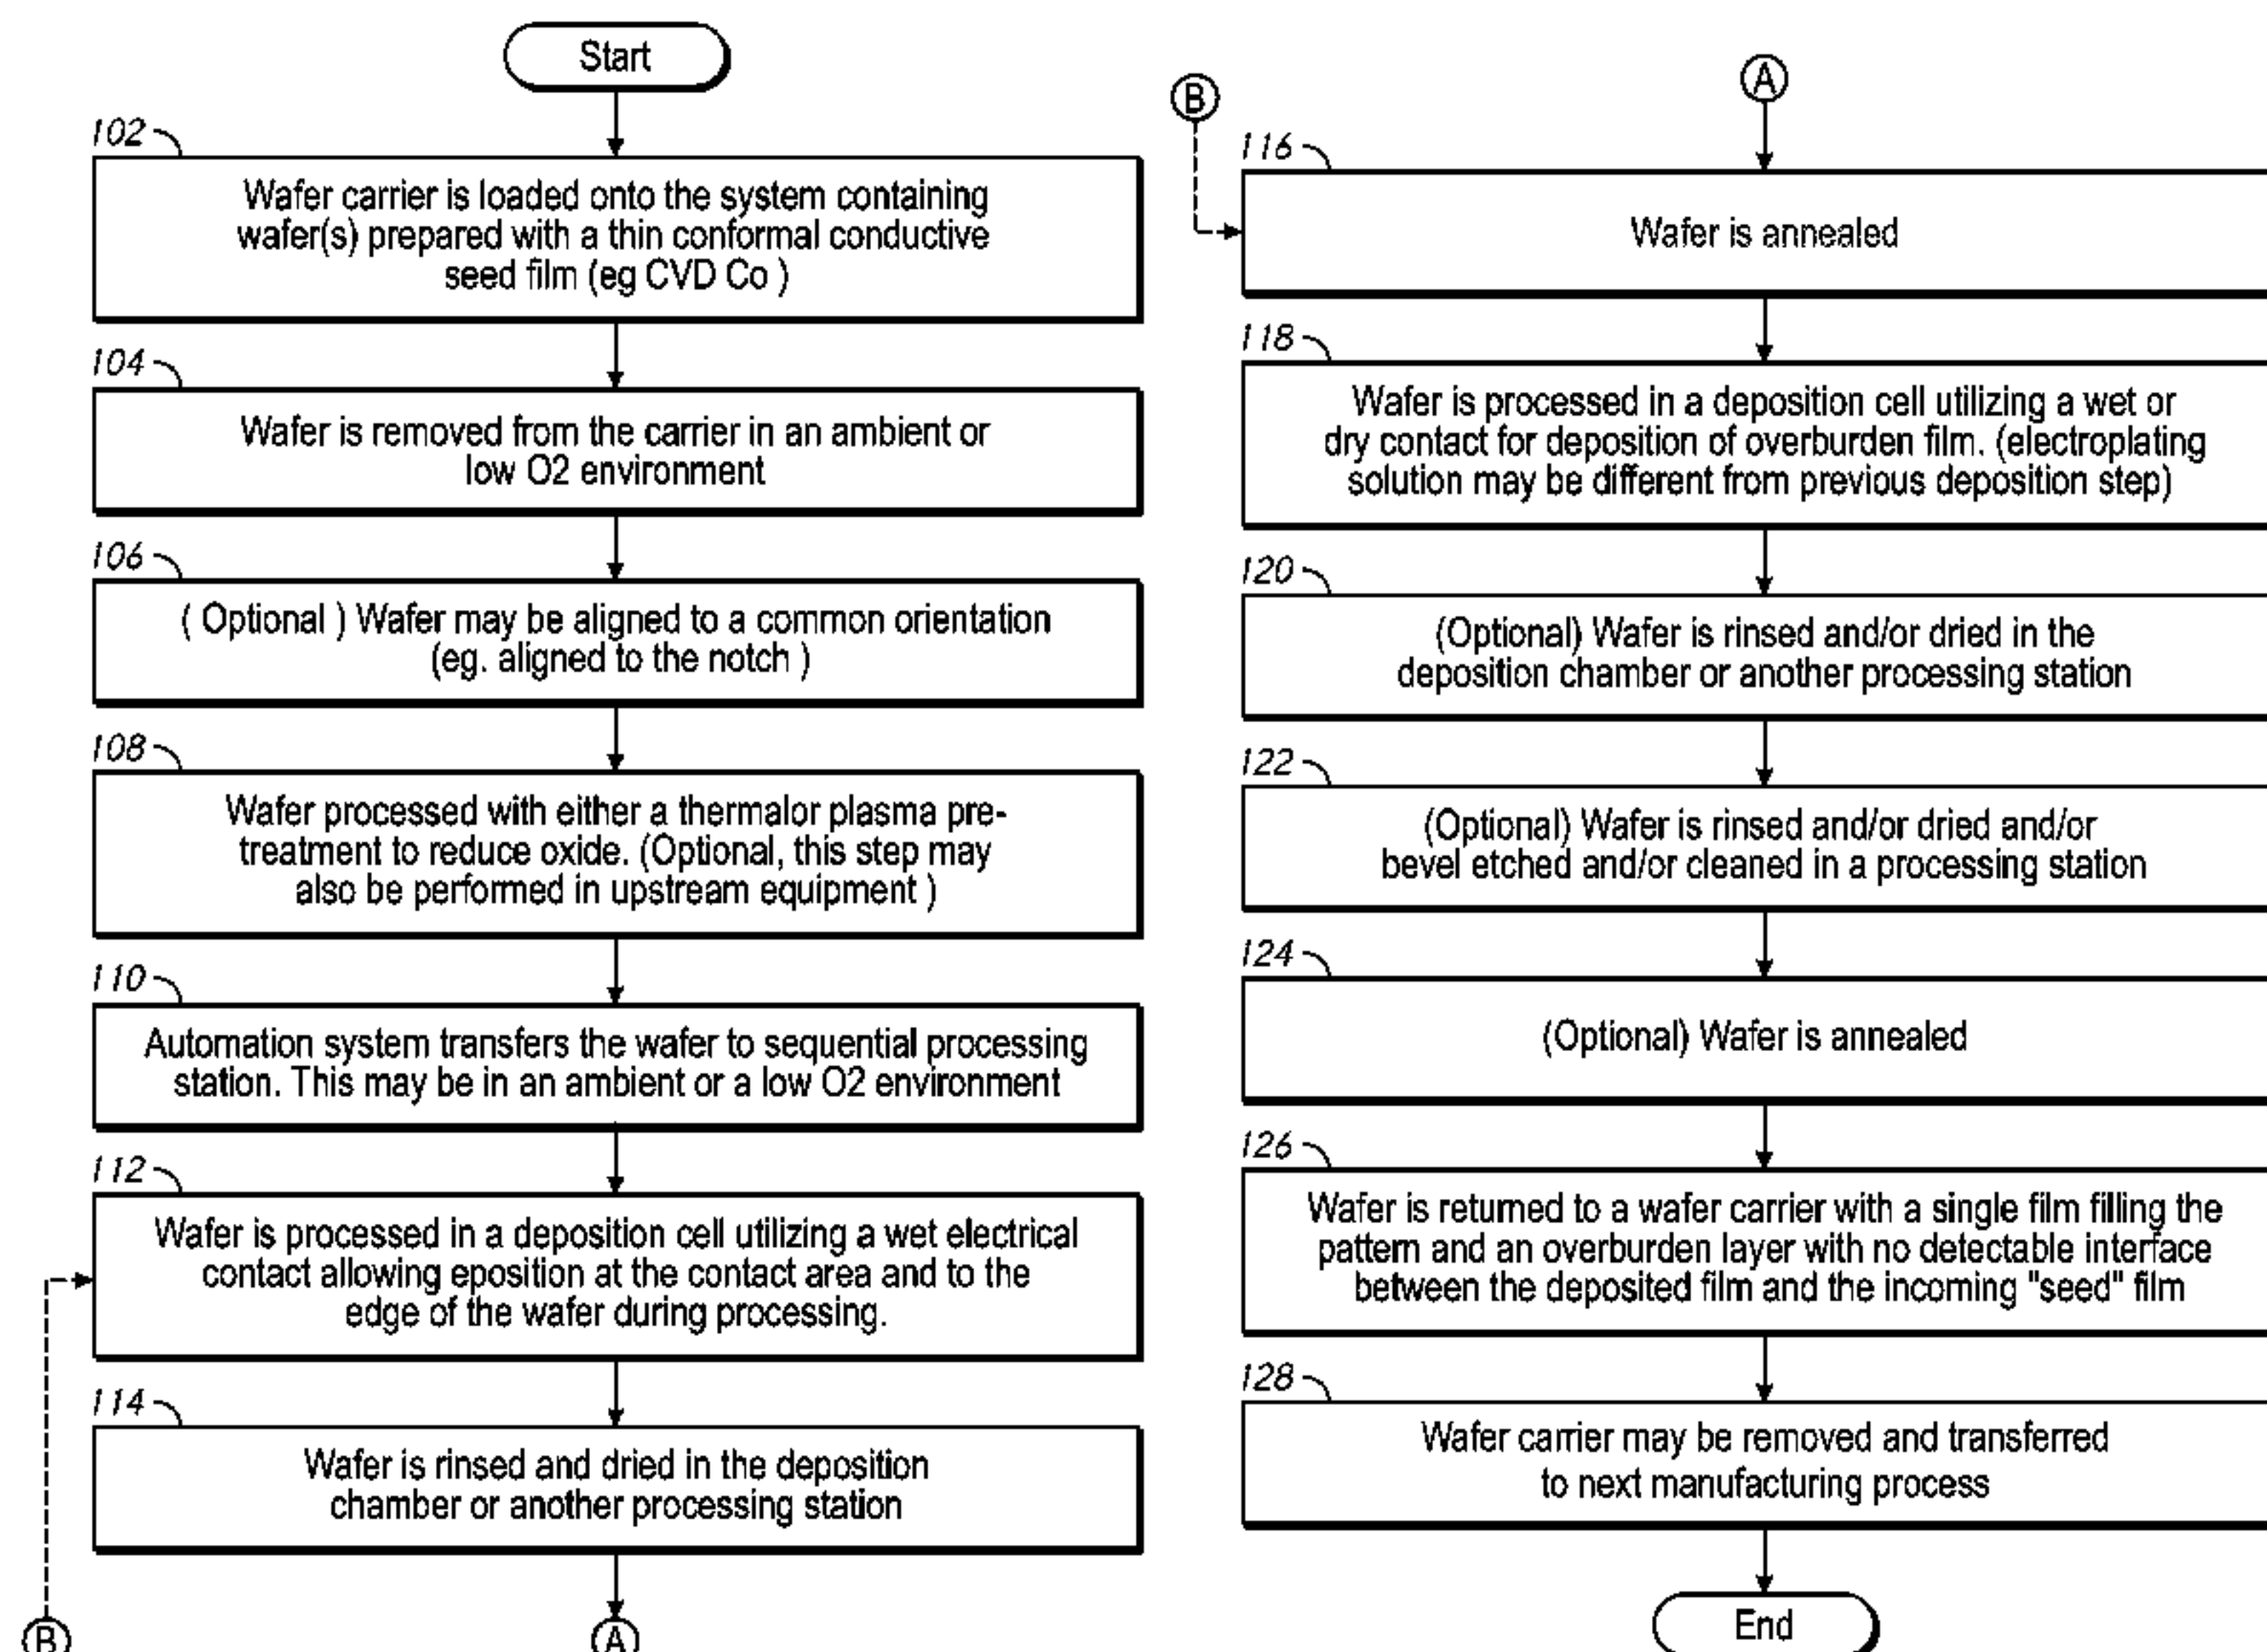 Start
102
Wafer carrier is loaded onto the system containing
wafer(s) prepared with a thin conformal conductive
seed film (eg CVD Co )
104
Wafer is removed from the carrier in an ambient or
low O2 environment
106
( Optional ) Wafer may be aligned to a common orientation
(eg. aligned to the notch )
108
Wafer processed with either a thermalor plasma pre-
treatment to reduce oxide. (Optional, this step may
also be performed in upstream equipment )
110
Automation system transfers the wafer to sequential processing
station. This may be in an ambient or a low O2 environment
112
Wafer is processed in a deposition cell utilizing a wet electrical
contact allowing eposition at the contact area and to the
edge of the wafer during processing.
114
Wafer is rinsed and dried in the deposition
chamber or another processing station
B
A
B
A
116
Wafer is annealed
118
Wafer is processed in a deposition cell utilizing a wet or
dry contact for deposition of overburden film. (electroplating
solution may be different from previous deposition step)
120
(Optional) Wafer is rinsed and/or dried in the
deposition chamber or another processing station
122
(Optional) Wafer is rinsed and/or dried and/or
bevel etched and/or cleaned in a processing station
124
(Optional) Wafer is annealed
126
Wafer is returned to a wafer carrier with a single film filling the
pattern and an overburden layer with no detectable interface
between the deposited film and the incoming "seed" film
128
Wafer carrier may be removed and transferred
to next manufacturing process
End